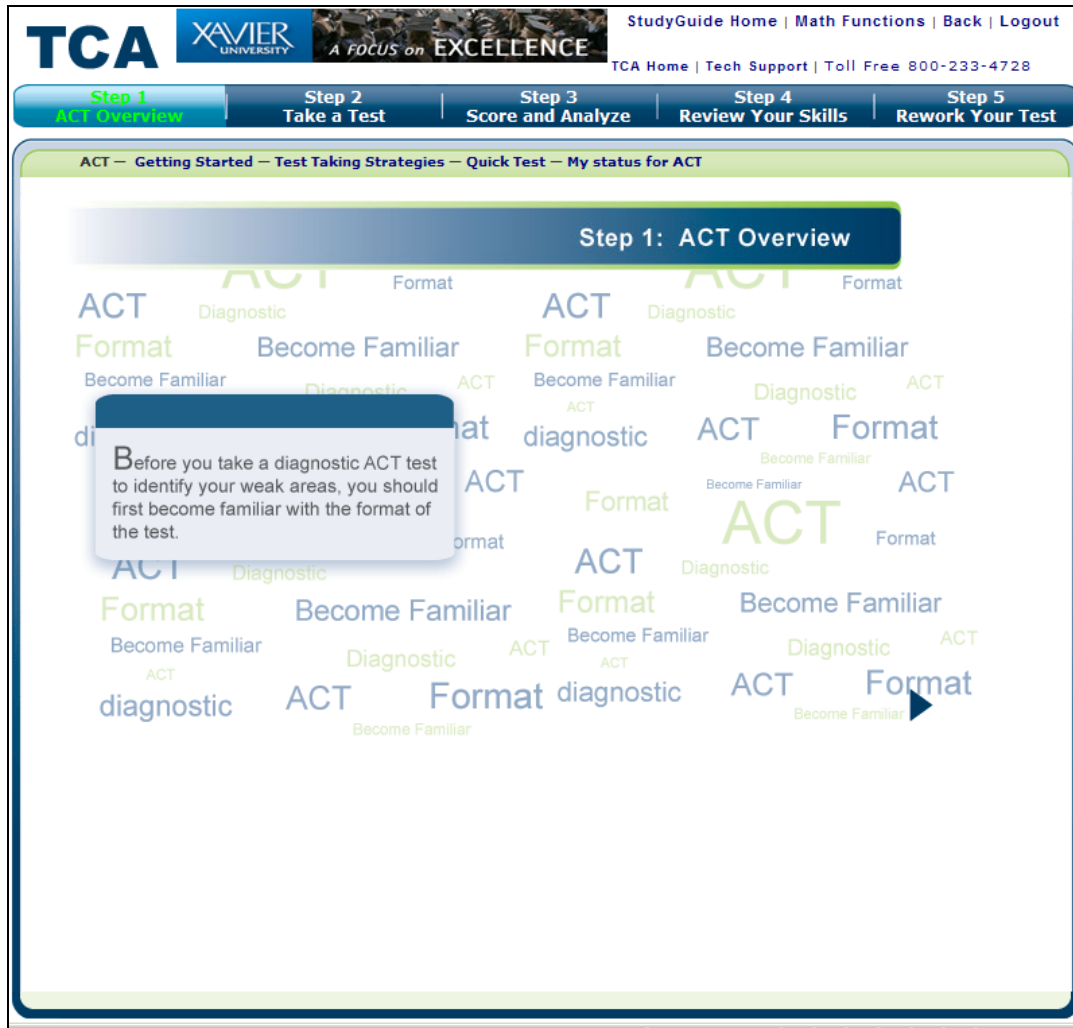 TCA
XAVIER
UNIVERSITY
A FOCUS on EXCELLENCE
StudyGuide Home | Math Functions | Back | Logout
TCA Home | Tech Support | Toll Free 800-233-4728
Step 1 | Step 2 | Step 3 | Step 4 | Step 5
ACT Overview Take a Test Score and Analyze Review Your Skills Rework Your Test
ACT — Getting Started — Test Taking Strategies — Quick Test — My status for ACT
Step 1: ACT Overview
ACT Format ACT Format
ACT Diagnostic ACT Diagnostic
Format Become Familiar Format Become Familiar
Become Familiar Diagnostic ACT Become Familiar Diagnostic ACT
ACT
diagnostic ACT Format
Become Familiar
Before you take a diagnostic ACT test
to identify your weak areas, you should
first become familiar with the format of
the test.
ACT Format Become Familiar ACT
ACT Format
ACT Diagnostic ACT Diagnostic
Format Become Familiar Format Become Familiar
Become Familiar Diagnostic ACT Become Familiar Diagnostic ACT
ACT ACT
diagnostic ACT Format diagnostic ACT Format
Become Familiar Become Familiar